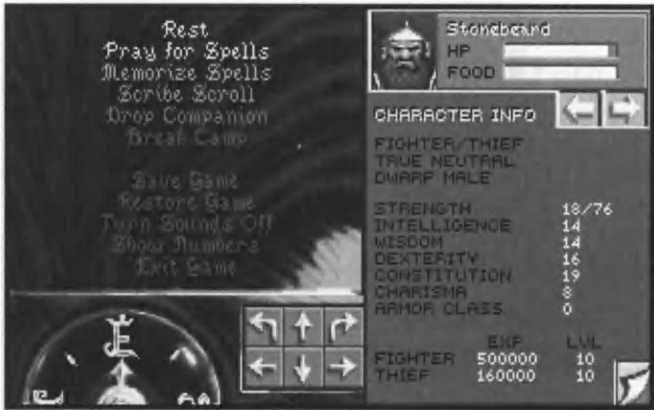 Rest
Pray for Spells
Memorize Spells
Scribe Scroll
Drop Companion
Break Camp
Save Game
Restore Game
Turn Sounds Off
Show Numbers
Exit Game
E
Stonebeard
HP
FOOD
CHARACTER INFO
FIGHTER/THIEF
TRUE NEUTRAL
DWARF MALE
STRENGTH 18/76
INTELLIGENCE 14
WISDOM 14
DEXTERITY 16
CONSTITUTION 19
CHARISMA 8
ARMOR CLASS 0
EXP LVL
FIGHTER 500000 10
THIEF 160000 10